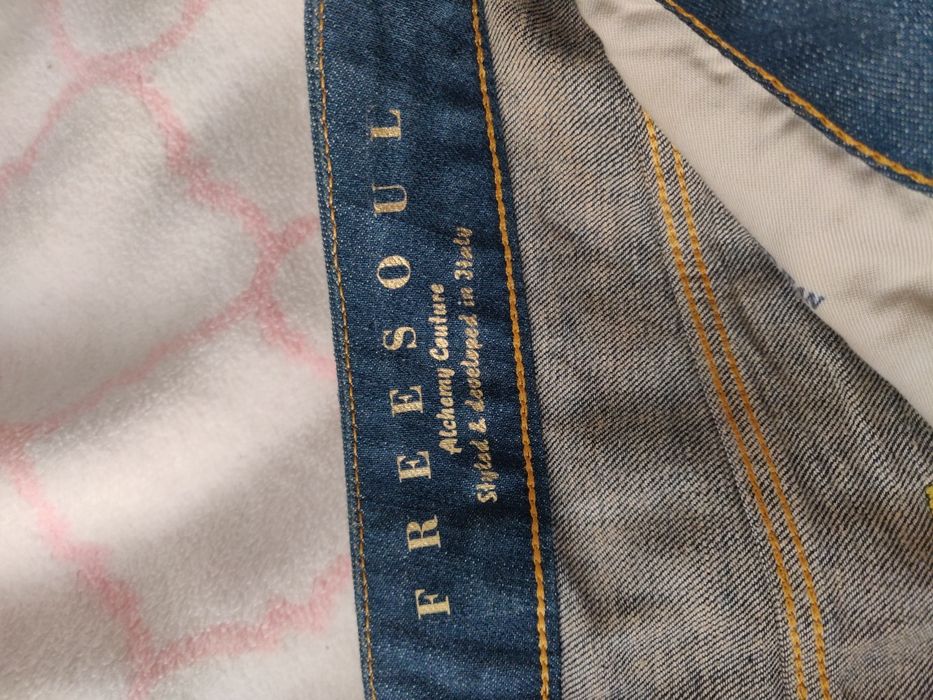 FREESOUL
Alchemy Couture
Styled & developed in Italy